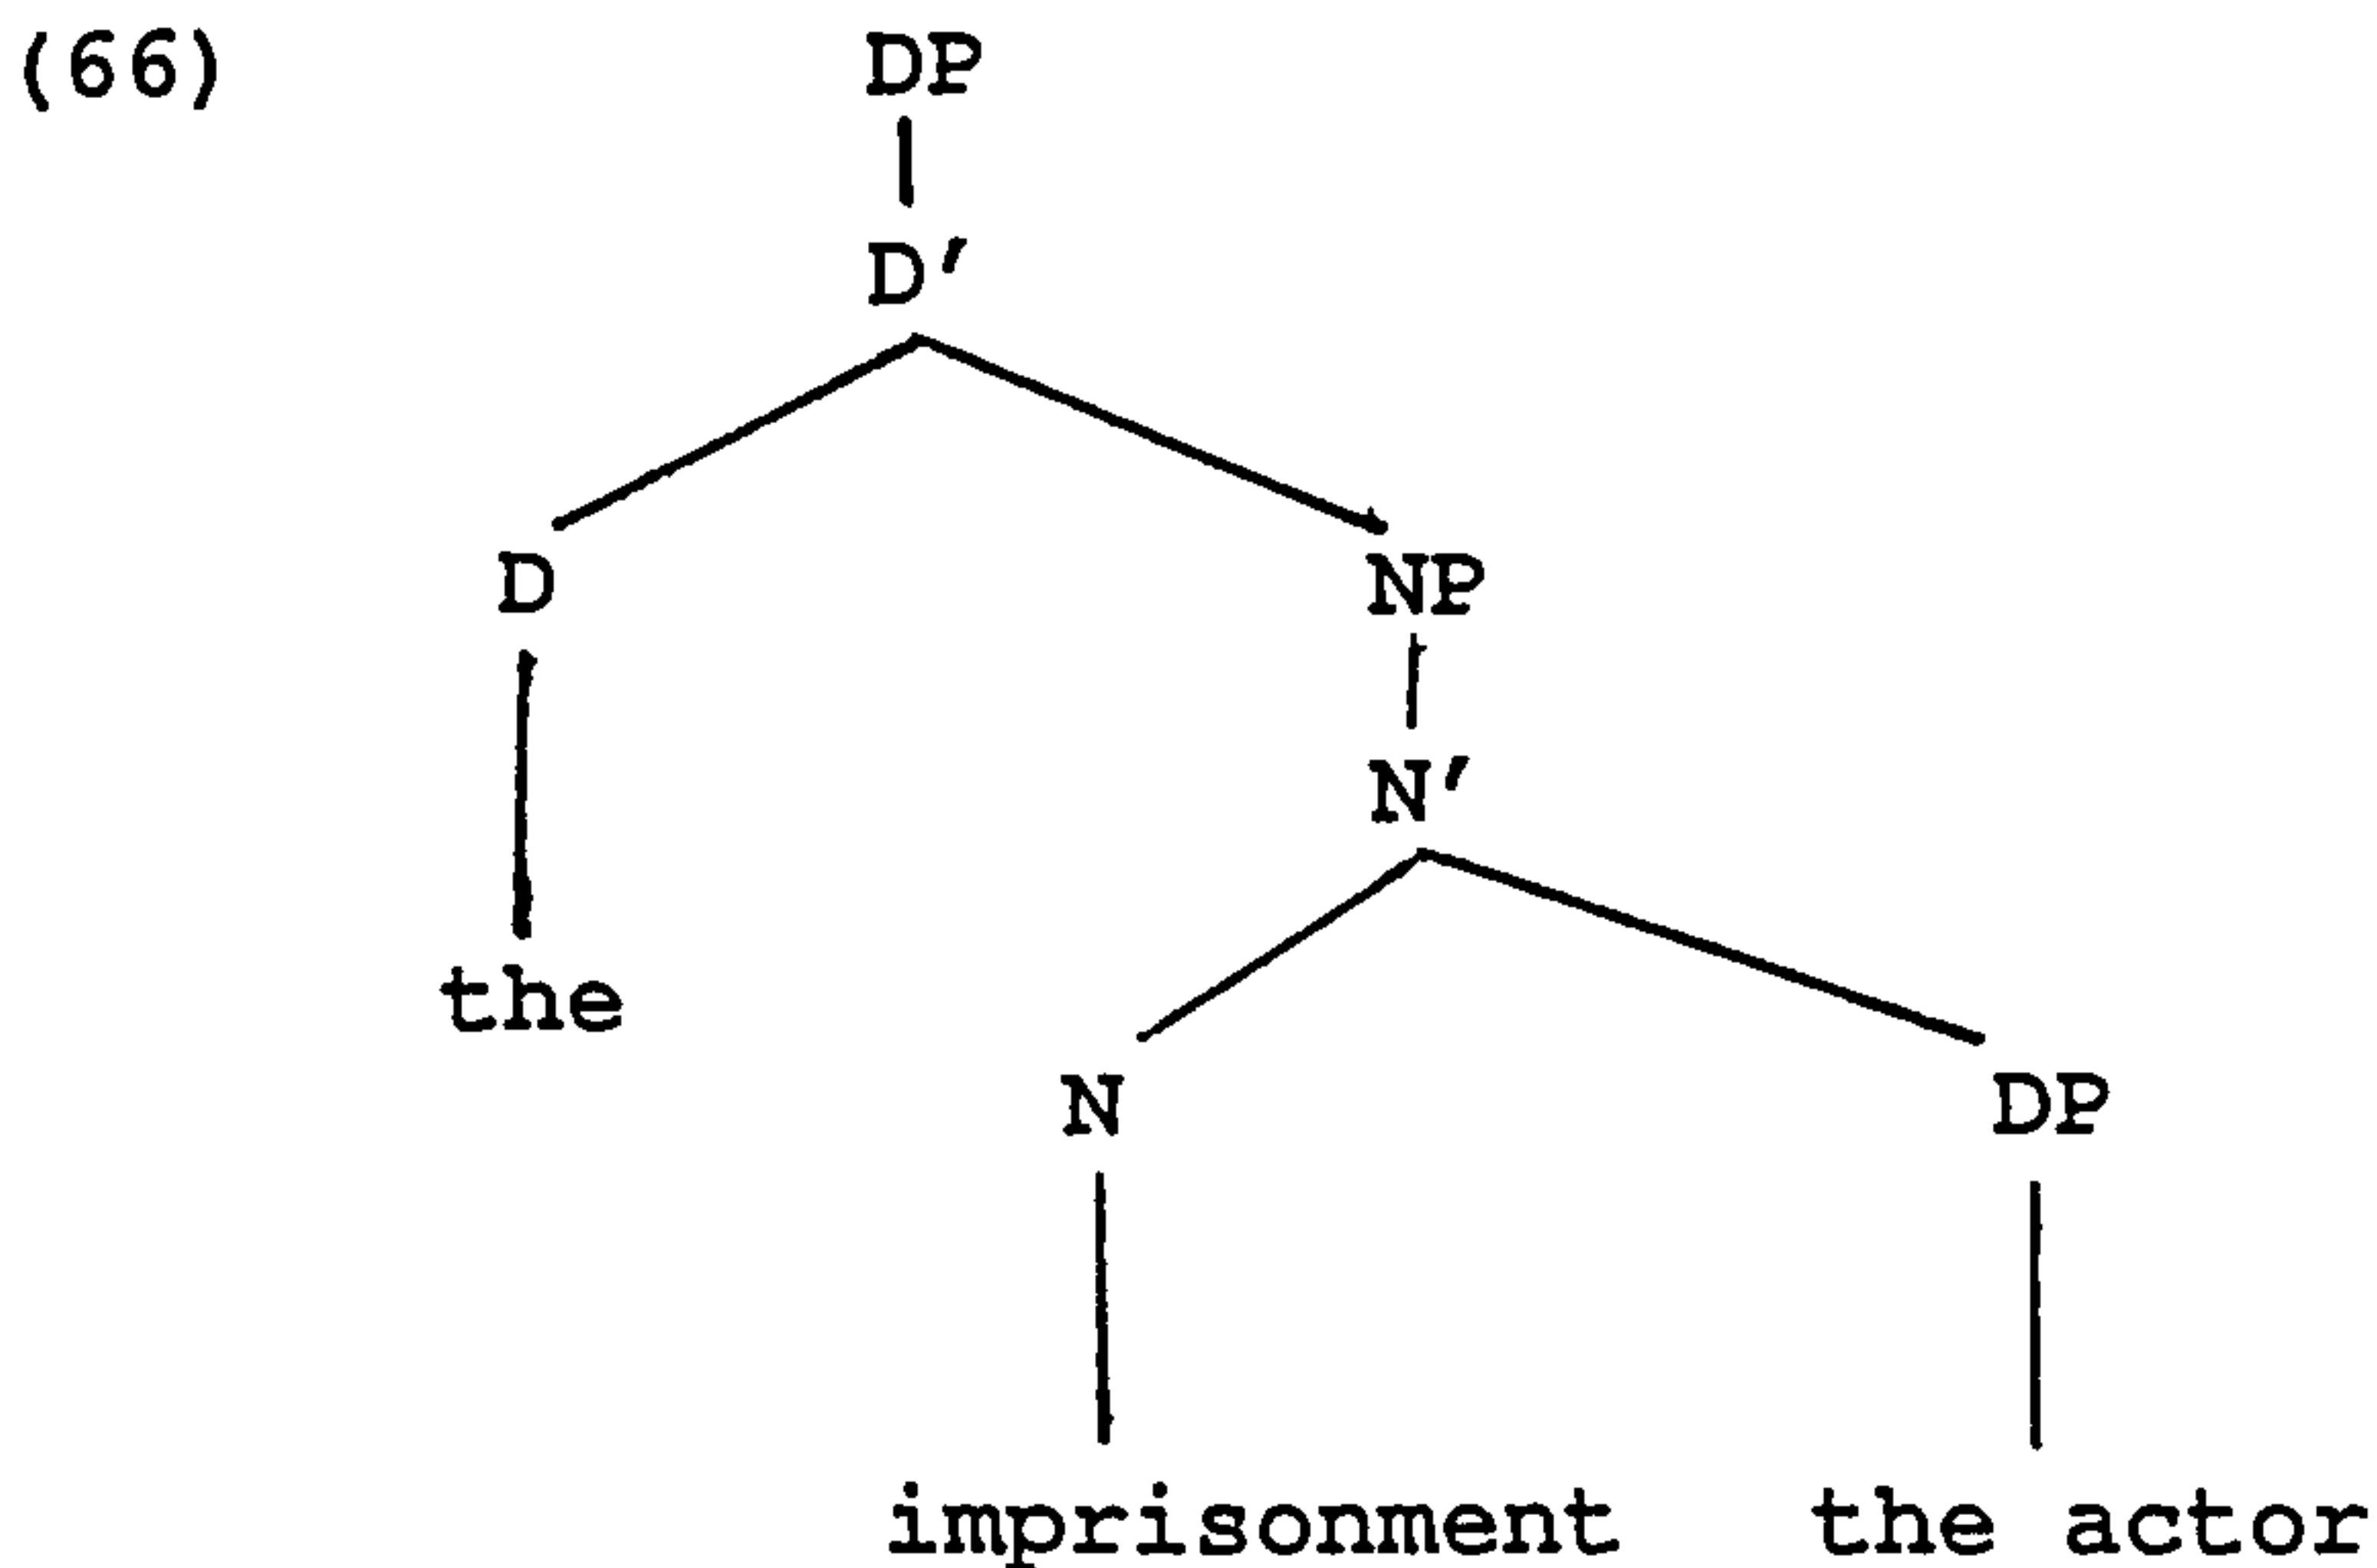 (66) DP
D'
D NP
N'
the
N DP
imprisonment the actor